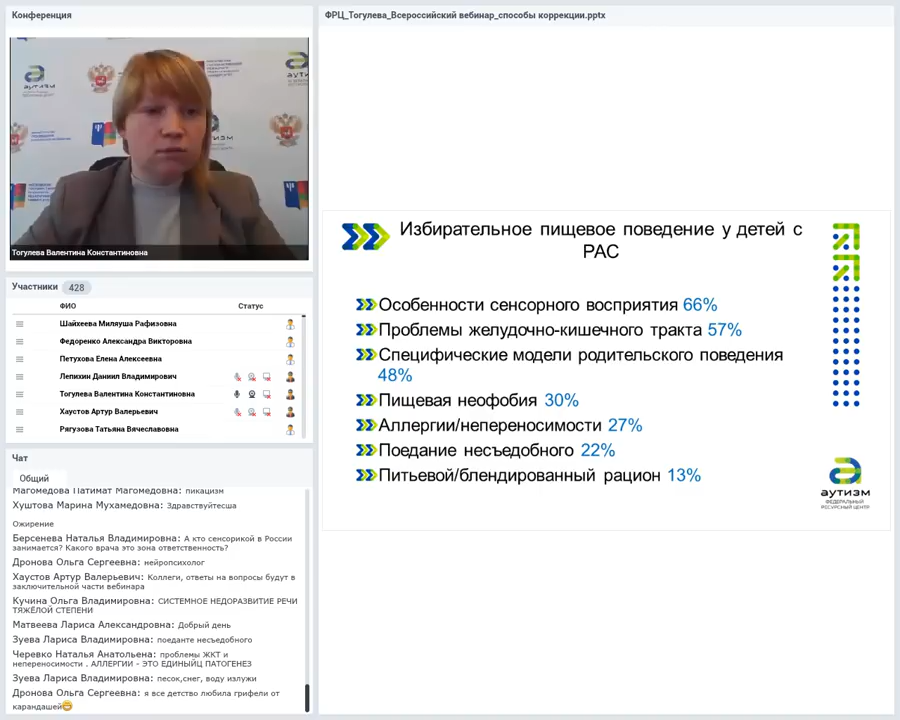 Конференция
Тогулева Валентина Константиновна
Участники 428
ФИО Статус
Шайхеева Миляуша Рафизовна
Федоренко Александра Викторовна
Петухова Елена Алексеевна
Лепихин Даниил Владимирович
Тогулева Валентина Константиновна
Хаустов Артур Валерьевич
Рягузова Татьяна Вячеславовна
Чат
Общий
Магомедова Патимат Магомедовна: пикацизм
Хуштова Марина Мухамедовна: Здравствуйтесша
Ожирение
Берсенева Наталья Владимировна: А кто сенсорикой в России
занимается? Какого врача это зона ответственность?
Дронова Ольга Сергеевна: нейропсихолог
Хаустов Артур Валерьевич: Коллеги, ответы на вопросы будут в
заключительной части вебинара
Кучина Ольга Владимировна: СИСТЕМНОЕ НЕДОРАЗВИТИЕ РЕЧИ
ТЯЖЁЛОЙ СТЕПЕНИ
Матвеева Лариса Александровна: Добрый день
Зуева Лариса Владимировна: поеданте несъедобного
Черевко Наталья Анатольена: проблемы ЖКТ и
непереносимости . АЛЛЕРГИИ - ЭТО ЕДИНЫЙЦ ПАТОГЕНЕЗ
Зуева Лариса Владимировна: песок,снег, воду излужи
Дронова Ольга Сергеевна: я все детство любила грифели от
карандашей
ФРЦ_Тогулева_Всероссийский вебинар_способы коррекции.pptx
Избирательное пищевое поведение у детей с
РАС
Особенности сенсорного восприятия 66%
Проблемы желудочно-кишечного тракта 57%
Специфические модели родительского поведения
48%
Пищевая неофобия 30%
Аллергии/непереносимости 27%
Поедание несъедобного 22%
Питьевой/блендированный рацион 13%
аутизм
ФЕДЕРАЛЬНЫЙ
РЕСУРСНЫЙ ЦЕНТР